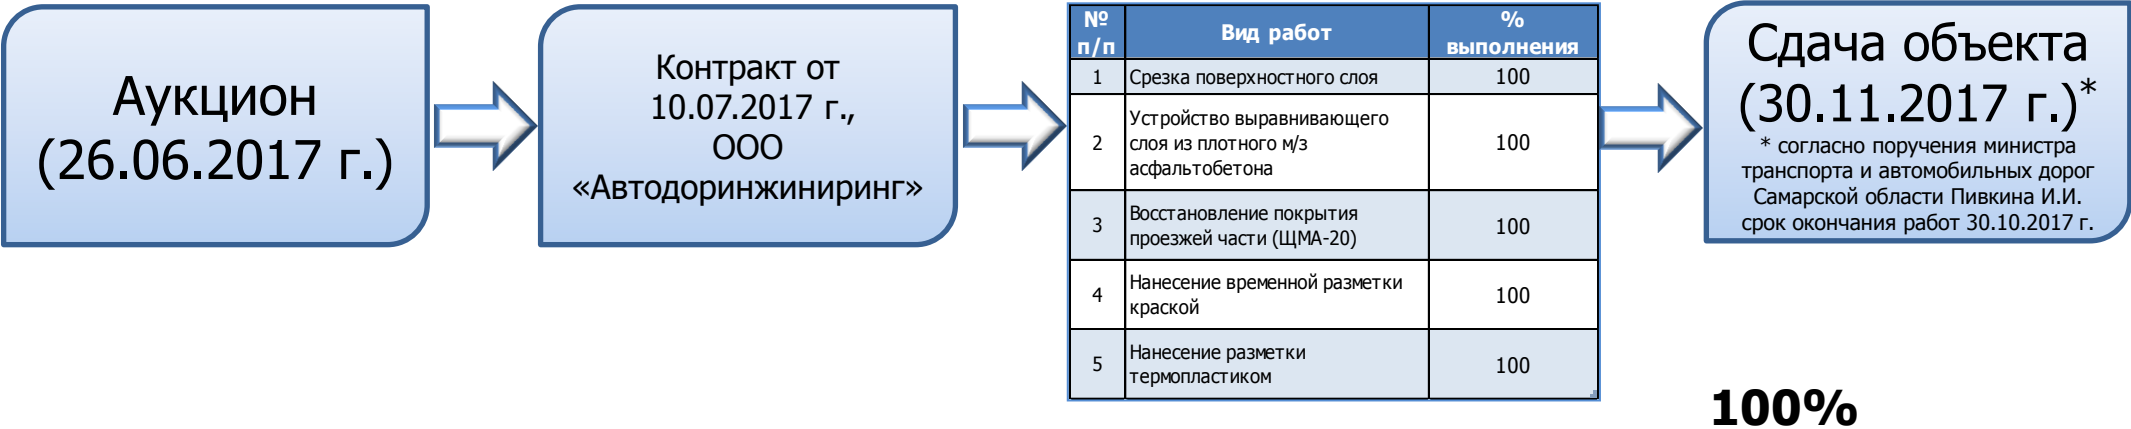 Аукцион
(26.06.2017 г.)
Контракт от
10.07.2017 г.,
ООО
«Автодоринжиниринг»
№ п/п Вид работ % выполнения
1 Срезка поверхностного слоя 100
2 Устройство выравнивающего
слоя из плотного м/з
асфальтобетона 100
3 Восстановление покрытия
проезжей части (ЩМА-20) 100
4 Нанесение временной разметки
краской 100
5 Нанесение разметки
термопластиком 100
Сдача объекта
(30.11.2017 г.)*
* согласно поручения министра
транспорта и автомобильных дорог
Самарской области Пивкина И.И.
срок окончания работ 30.10.2017 г.
100%